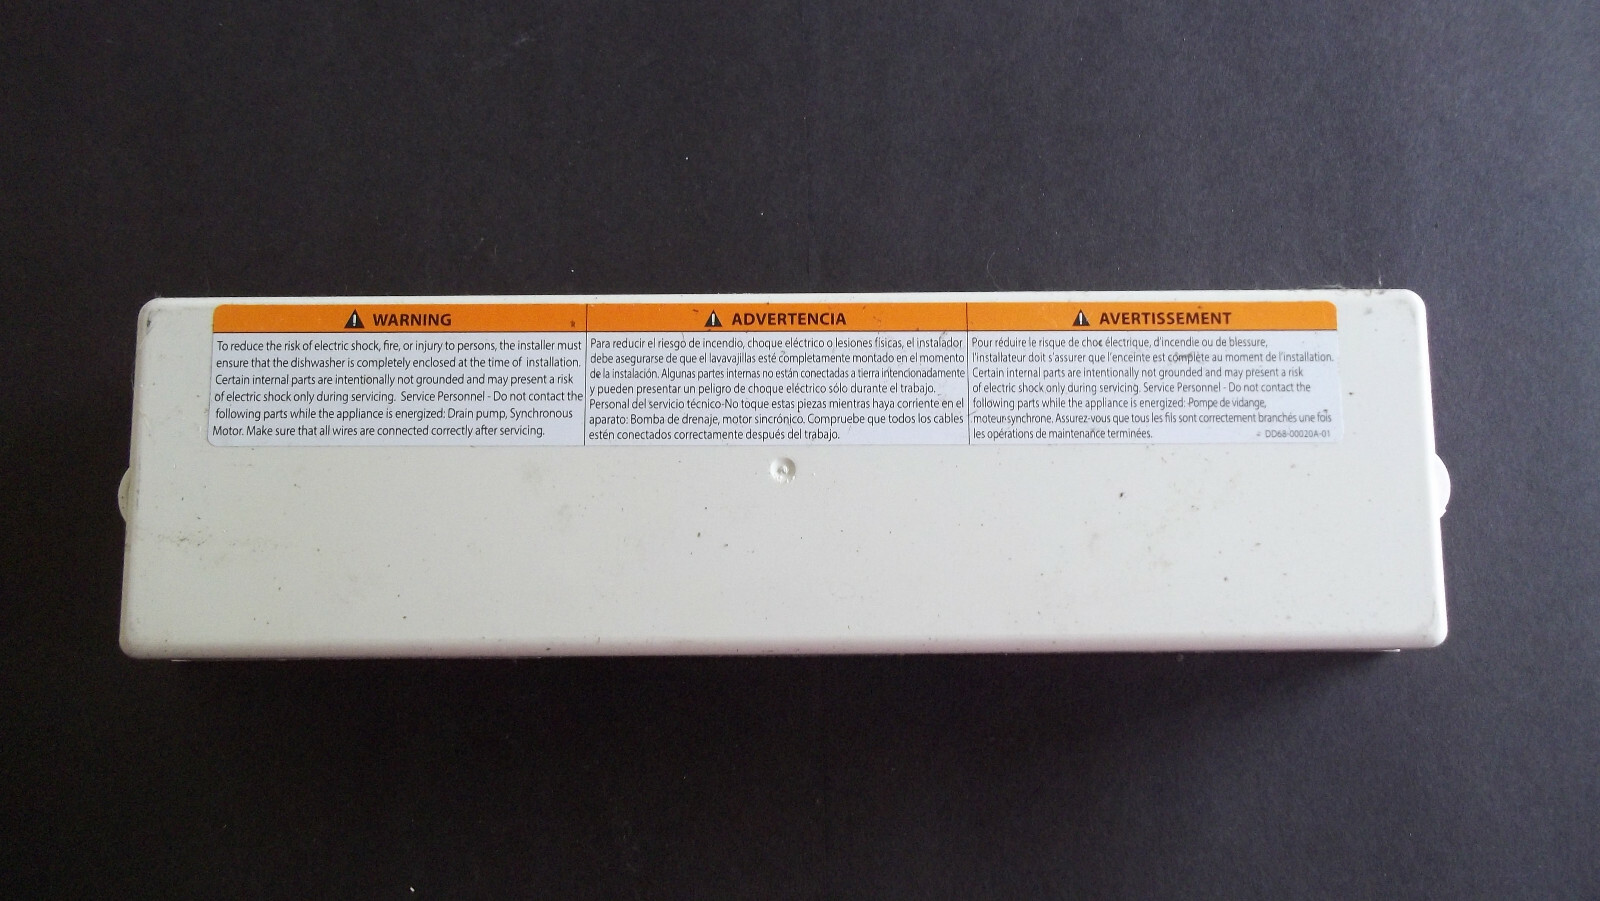 WARNING
To reduce the risk of electric shock, fire, or injury to persons, the installer must
ensure that the dishwasher is completely enclosed at the time of installation.
Certain internal parts are intentionally not grounded and may present a risk
of electric shock only during servicing. Service Personnel - Do not contact the
following parts while the appliance is energized: Drain pump, Synchronous
Motor. Make sure that all wires are connected correctly after servicing.
ADVERTENCIA
Para reducir el riesgo de incendio, choque eléctrico o lesiones físicas, el instalador
debe asegurarse de que el lavavajillas esté completamente montado en el momento
de la instalación. Algunas partes internas no están conectadas a tierra intencionadamente
y pueden presentar un peligro de choque eléctrico sólo durante el trabajo.
Personal del servicio técnico-No toque estas piezas mientras haya corriente en el
aparato: Bomba de drenaje, motor sincrónico. Compruebe que todos los cables
estén conectados correctamente después del trabajo.
AVERTISSEMENT
Pour réduire le risque de choc électrique, d'incendie ou de blessure,
l'installateur doit s'assurer que l'enceinte est complète au moment de l'installation.
Certain internal parts are intentionally not grounded and may present a risk
of electric shock only during servicing. Service Personnel - Do not contact the
following parts while the appliance is energized: Pompe de vidange,
moteur synchrone. Assurez-vous que tous les fils sont correctement branchés une fois
les opérations de maintenance terminées.
DD68-00020A-01